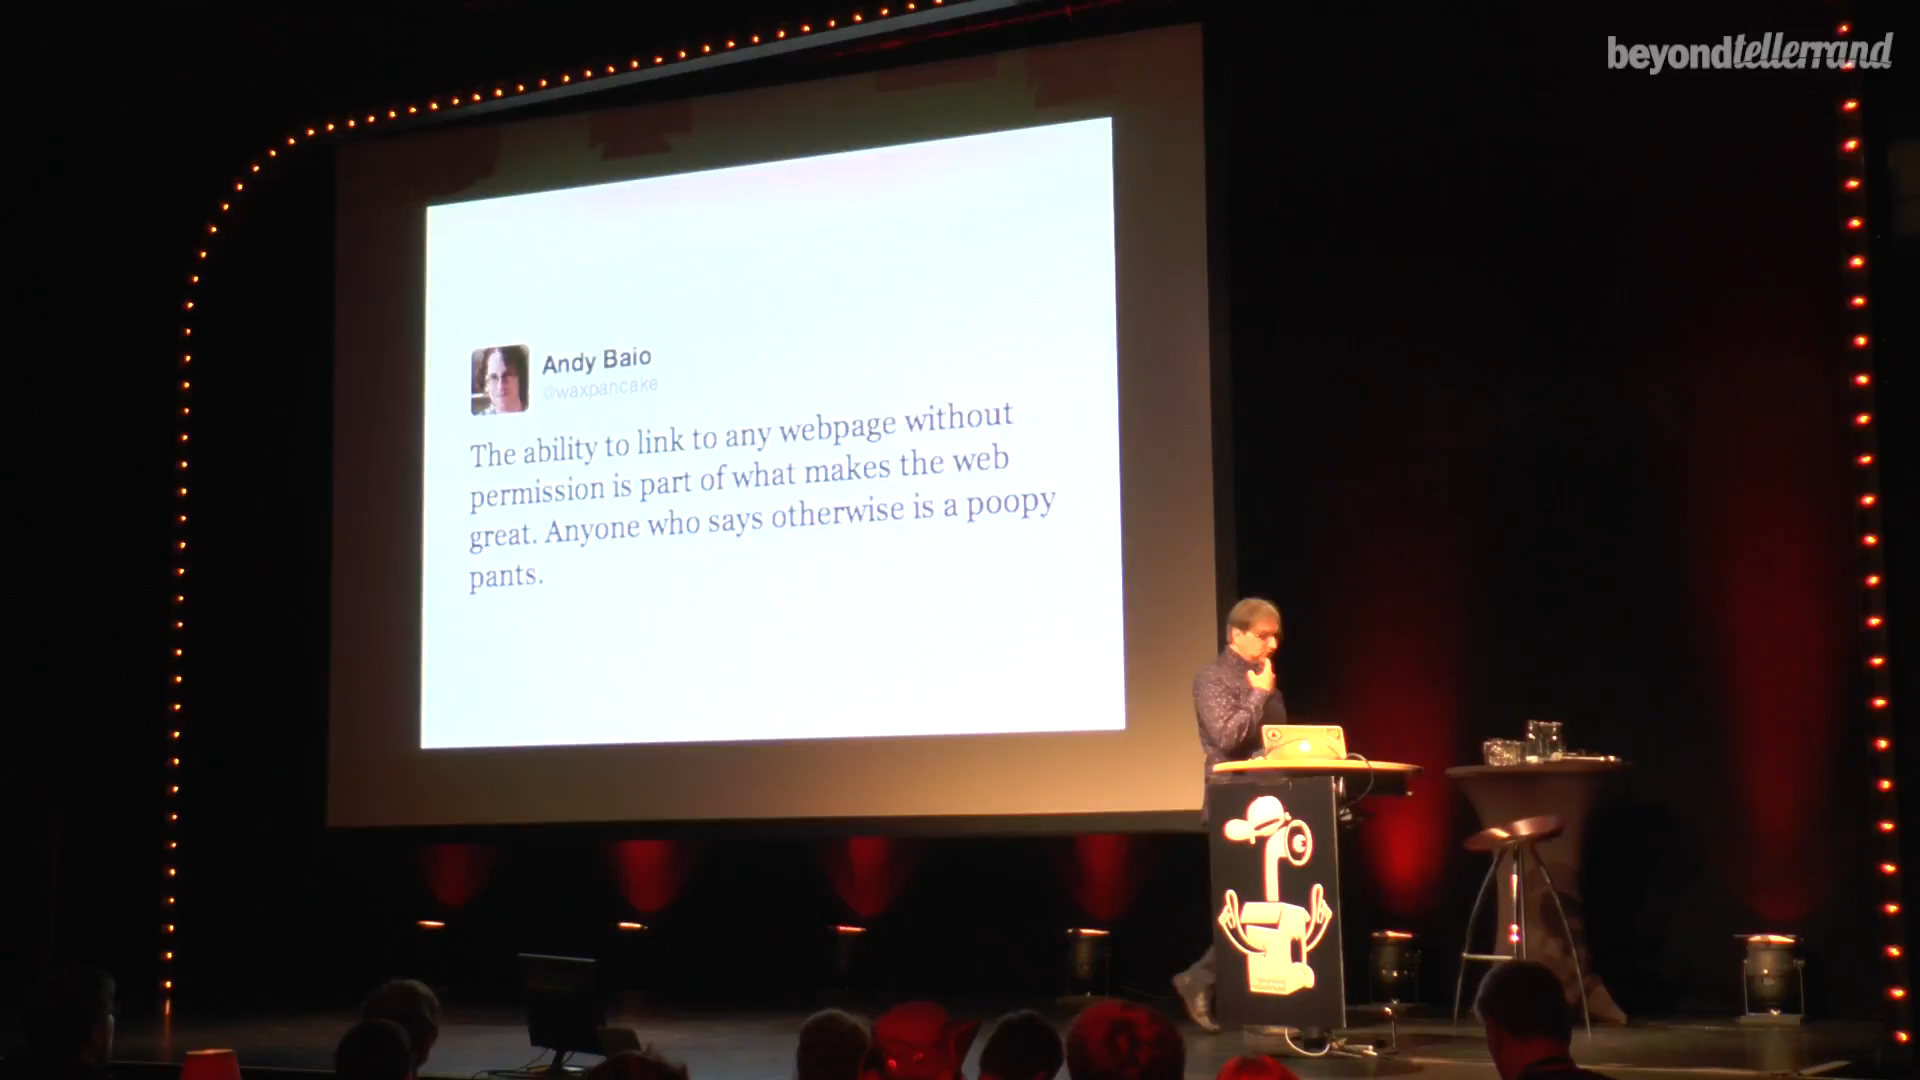 beyondtellerrand
Andy Baio
@waxpancake
The ability to link to any webpage without
permission is part of what makes the web
great. Anyone who says otherwise is a poopy
pants.